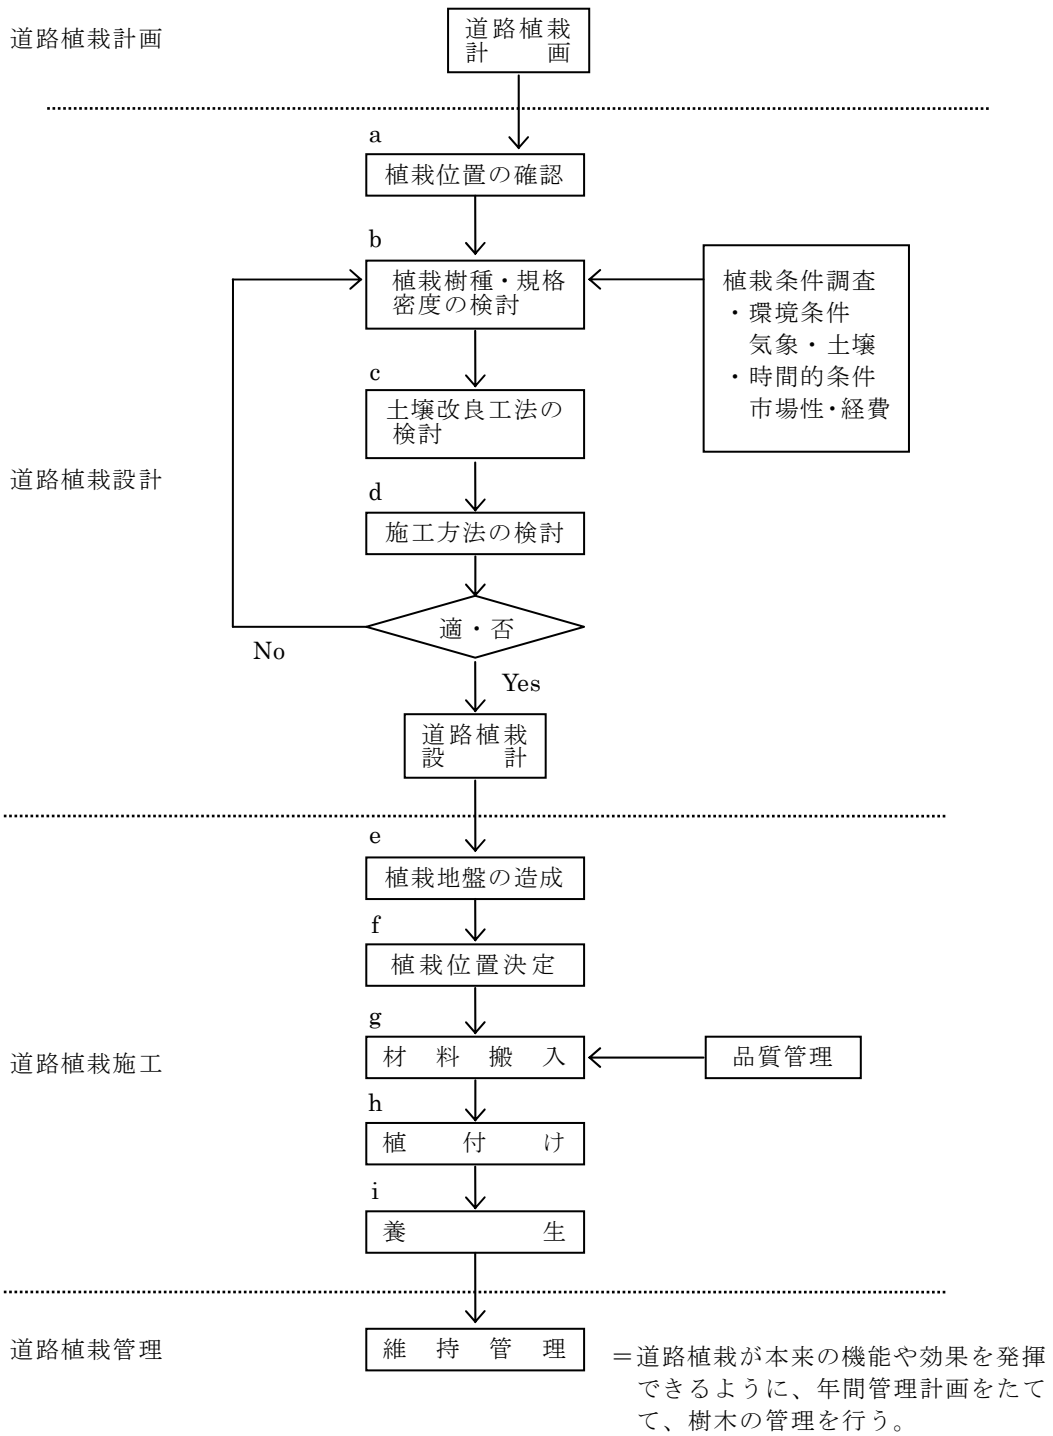 道路植栽計画
道路植栽
計画
a
植栽位置の確認
b
植栽樹種・規格
密度の検討
植栽条件調査
・環境条件
気象・土壌
・時間的条件
市場性・経費
c
土壌改良工法の
検討
道路植栽設計
d
施工方法の検討
適・否
No
Yes
道路植栽
設計
e
植栽地盤の造成
f
植栽位置決定
道路植栽施工
g
材料搬入
品質管理
h
植付け
i
養生
道路植栽管理
維持管理
＝道路植栽が本来の機能や効果を発揮
できるように、年間管理計画をたて
て、樹木の管理を行う。